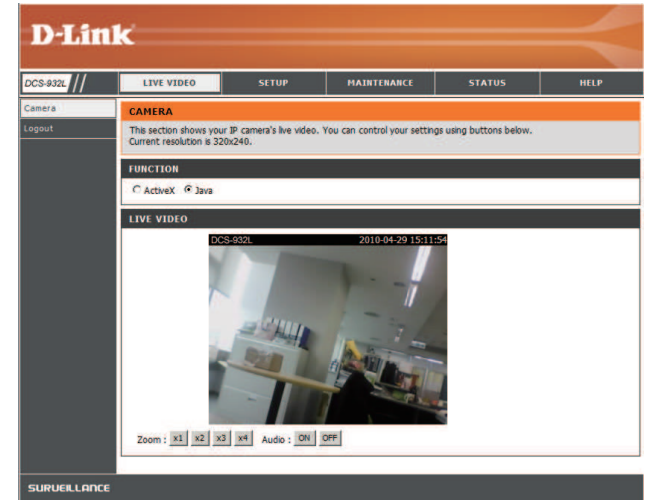 D-Link
DCS-932L // LIVE VIDEO SETUP MAINTENANCE STATUS HELP
Camera
Logout
CAMERA
This section shows your IP camera's live video. You can control your settings using buttons below.
Current resolution is 320x240.
FUNCTION
ActiveX Java
LIVE VIDEO
DCS-932L 2010-04-29 15:11:54
Zoom : x1 x2 x3 x4 Audio : ON OFF
SURVEILLANCE